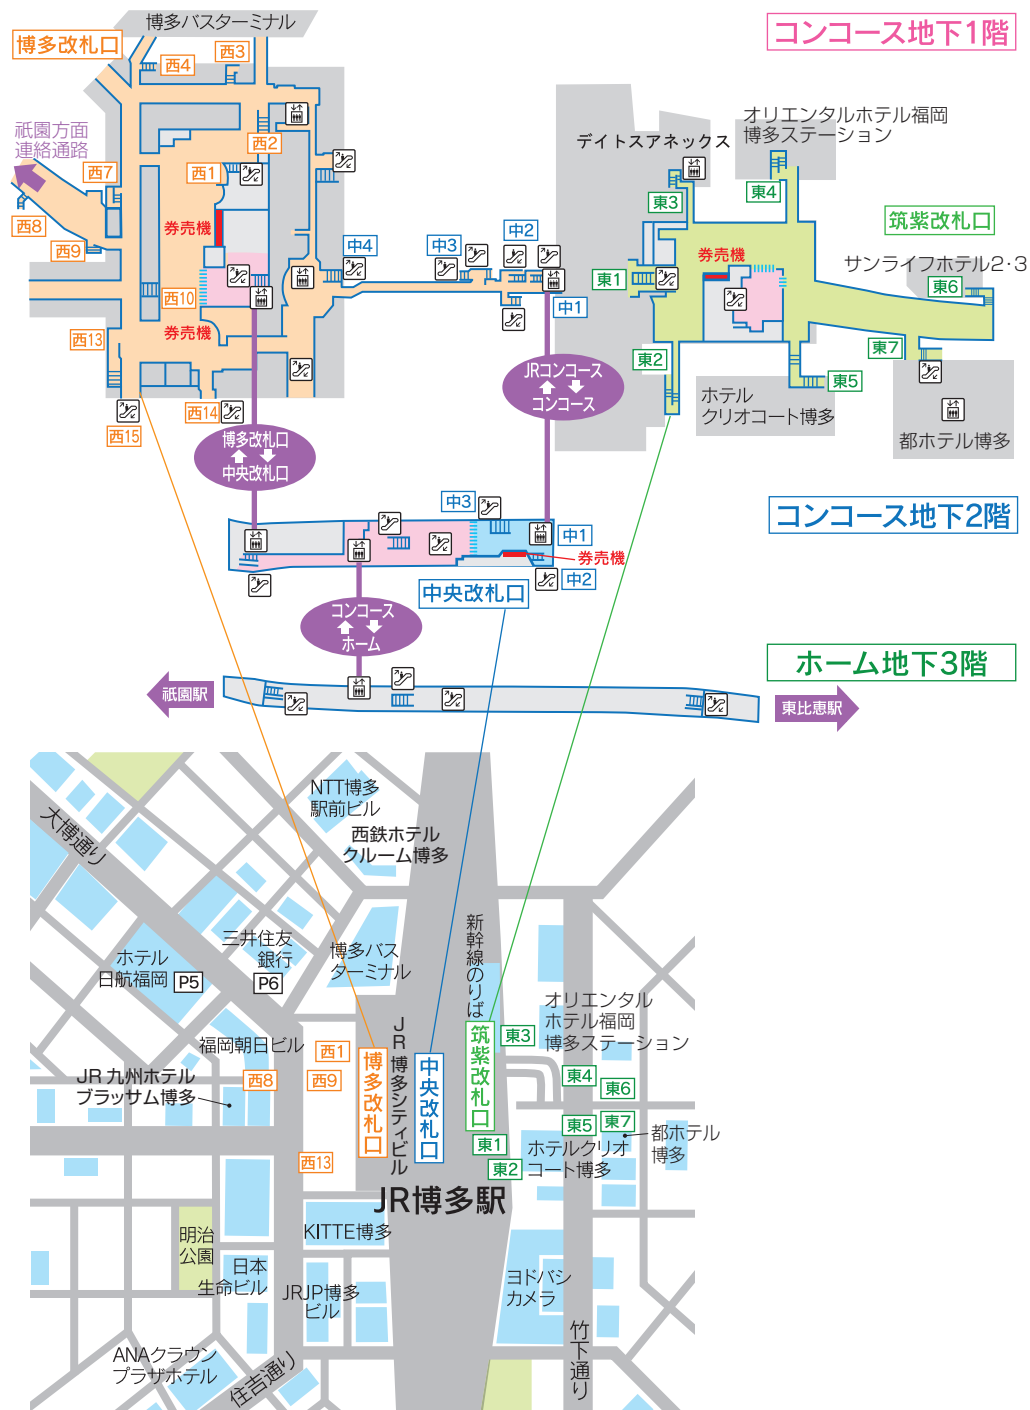 博多バスターミナル
コンコース地下1階
博多改札口
西3
西4
オリエンタルホテル福岡
博多ステーション
祇園方面
連絡通路
デイトスアネックス
西2
西7
西1
東4
東3
西8
券売機
筑紫改札口
西9
中4
中3
中2
券売機
サンライフホテル2・3
東1
東6
西10
中1
券売機
西13
東2
東7
JRコンコース
コンコース
東5
ホテル
クリオコート博多
西14
西15
都ホテル博多
博多改札口
中央改札口
コンコース地下2階
中3
中1
券売機
中2
中央改札口
コンコース
ホーム
ホーム地下3階
祇園駅
東比恵駅
NTT博多
駅前ビル
大博通り
西鉄ホテル
クルーム博多
新幹線のりば
三井住友
銀行
博多バス
ターミナル
ホテル
日航福岡
P5
P6
オリエンタル
ホテル福岡
博多ステーション
福岡朝日ビル
西1
JR博多シティビル
博多改札口
中央改札口
筑紫改札口
東3
JR九州ホテル
ブラッサム博多
西8
西9
東4
東6
東5
東7
東1
都ホテル
博多
ホテルクリオ
コート博多
西13
東2
JR博多駅
KITTE博多
明治
公園
日本
生命ビル
JRJP博多
ビル
ヨドバシ
カメラ
竹下通り
ANAクラウン
プラザホテル
住吉通り